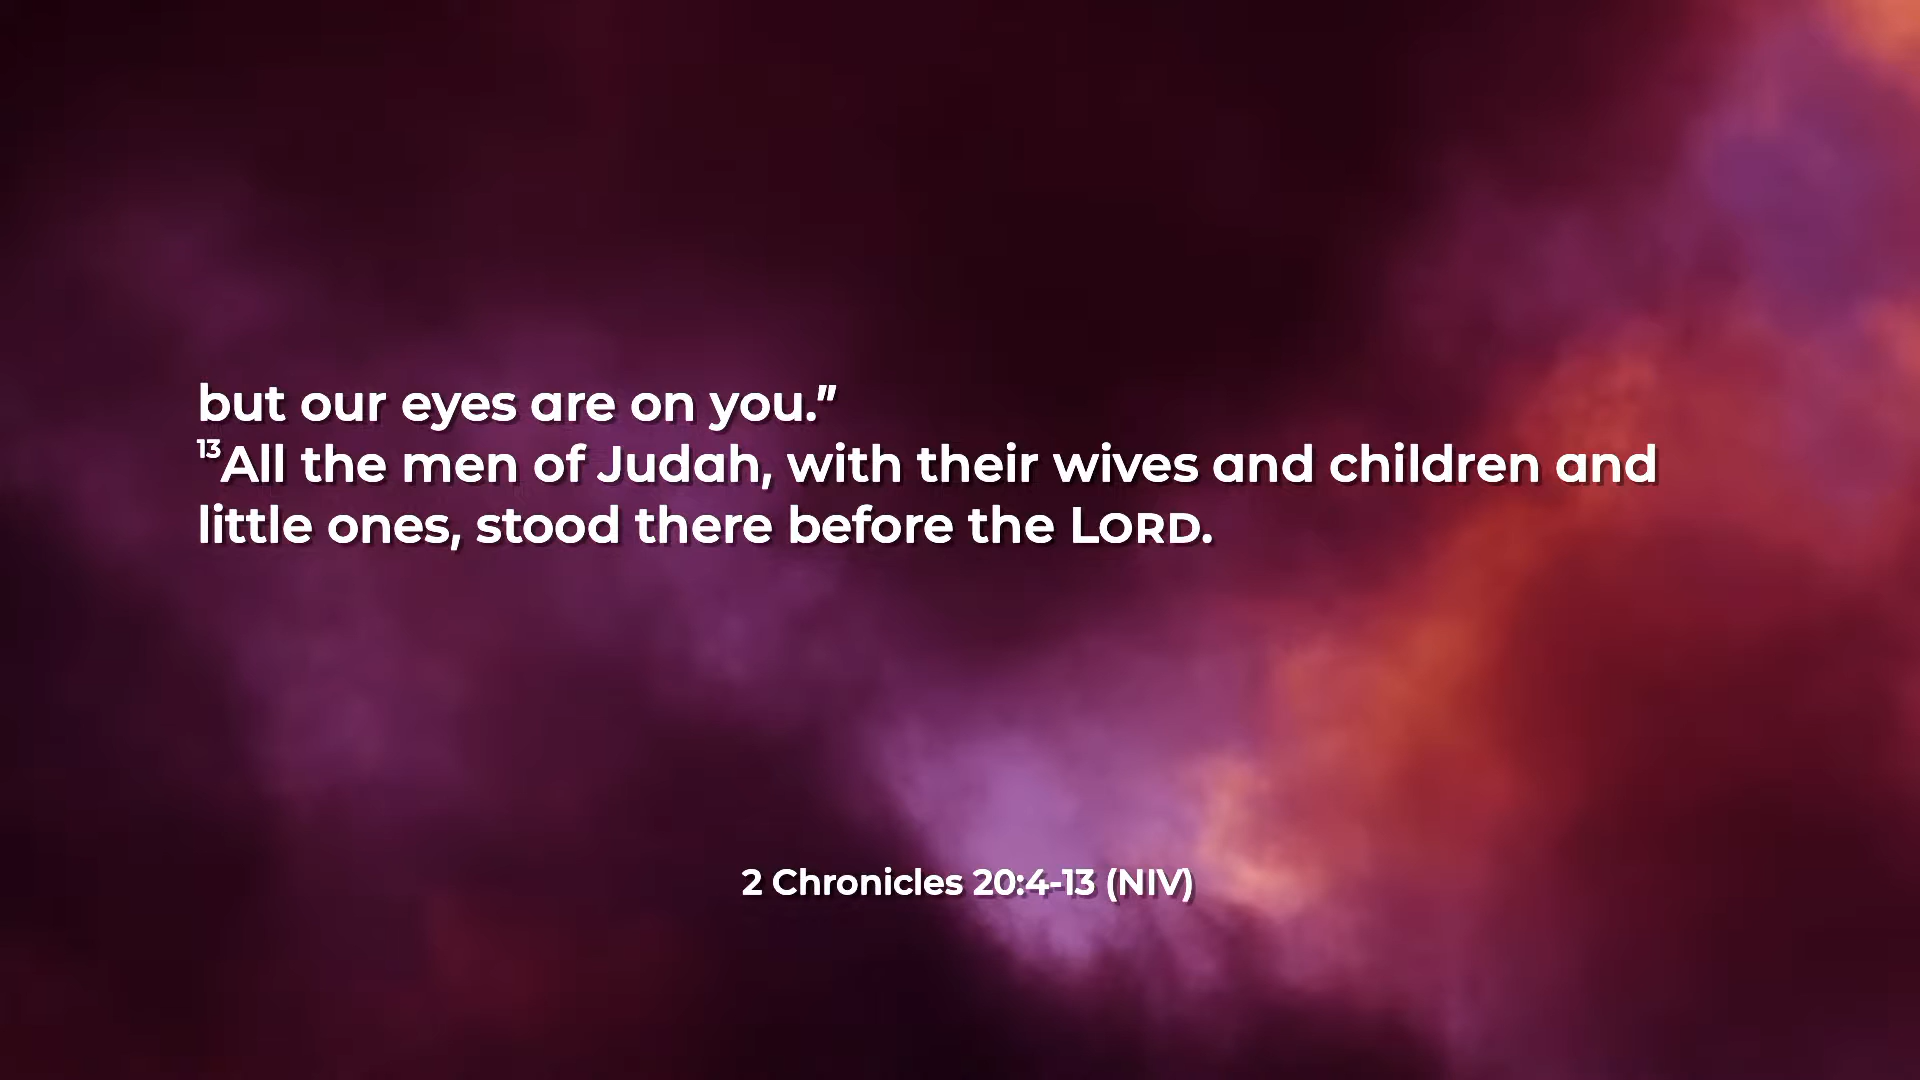 but our eyes are on you.”
¹³All the men of Judah, with their wives and children and
little ones, stood there before the LORD.
2 Chronicles 20:4-13 (NIV)